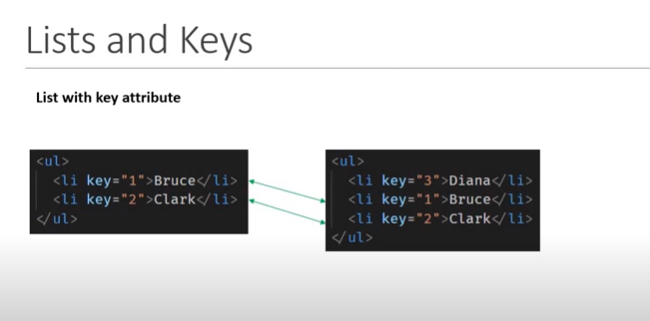 Lists and Keys
List with key attribute
<ul>
<li key="1">Bruce</li>
<li key="2">Clark</li>
</ul>
<ul>
<li key="3">Diana</li>
<li key="1">Bruce</li>
<li key="2">Clark</li>
</ul>